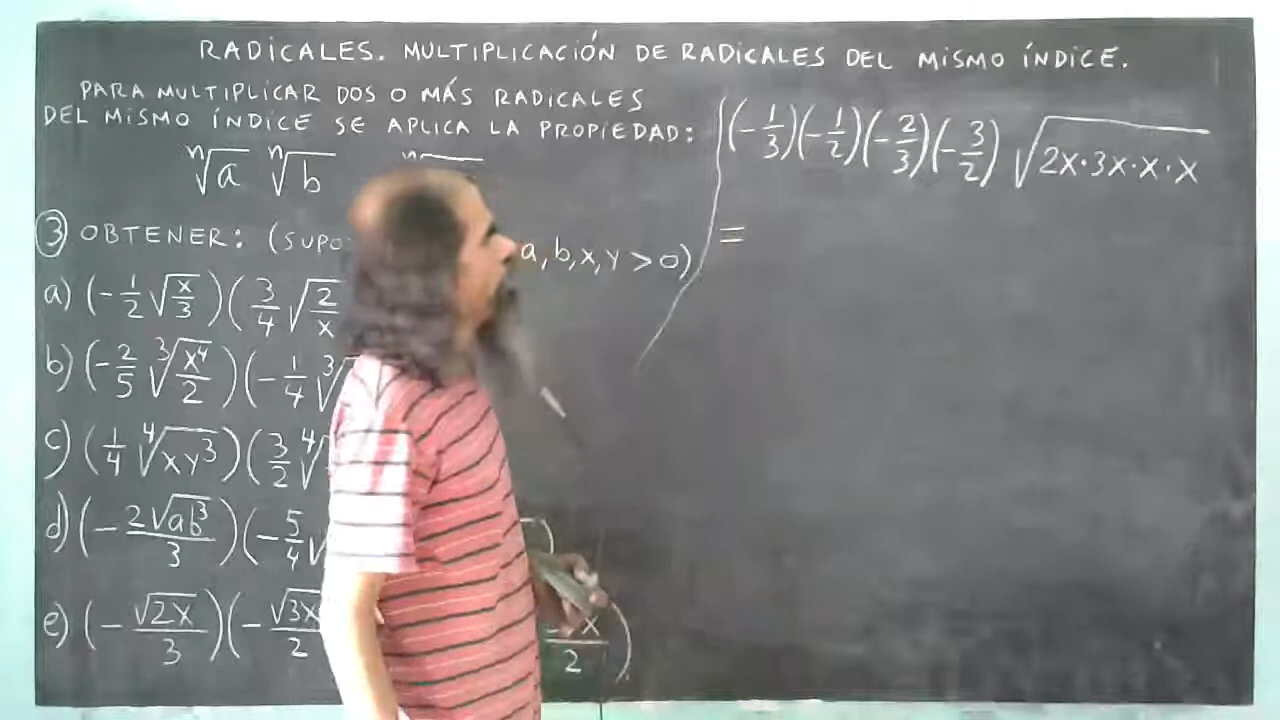 RADICALES. MULTIPLICACIÓN DE RADICALES DEL MISMO ÍNDICE.
PARA MULTIPLICAR DOS O MÁS RADICALES
DEL MISMO ÍNDICE SE APLICA LA PROPIEDAD:
ⁿ√a ⁿ√b ⁿ√
③ OBTENER: (SUPO a, b, x, y > 0)
a) (-1/2 √(x/3)) (3/4 √(2/x)
b) (-2/5 ³√(x⁴/2)) (-1/4 ³√
c) (1/4 ⁴√(xy³)) (3/2 ⁴√
d) (- 2√(ab³)/3) (-5/4 √ )
e) (- √(2x)/3) (- √(3x)/2 x/2)
(-1/3)(-1/2)(-2/3)(-3/2) √(2x·3x·x·x)
=